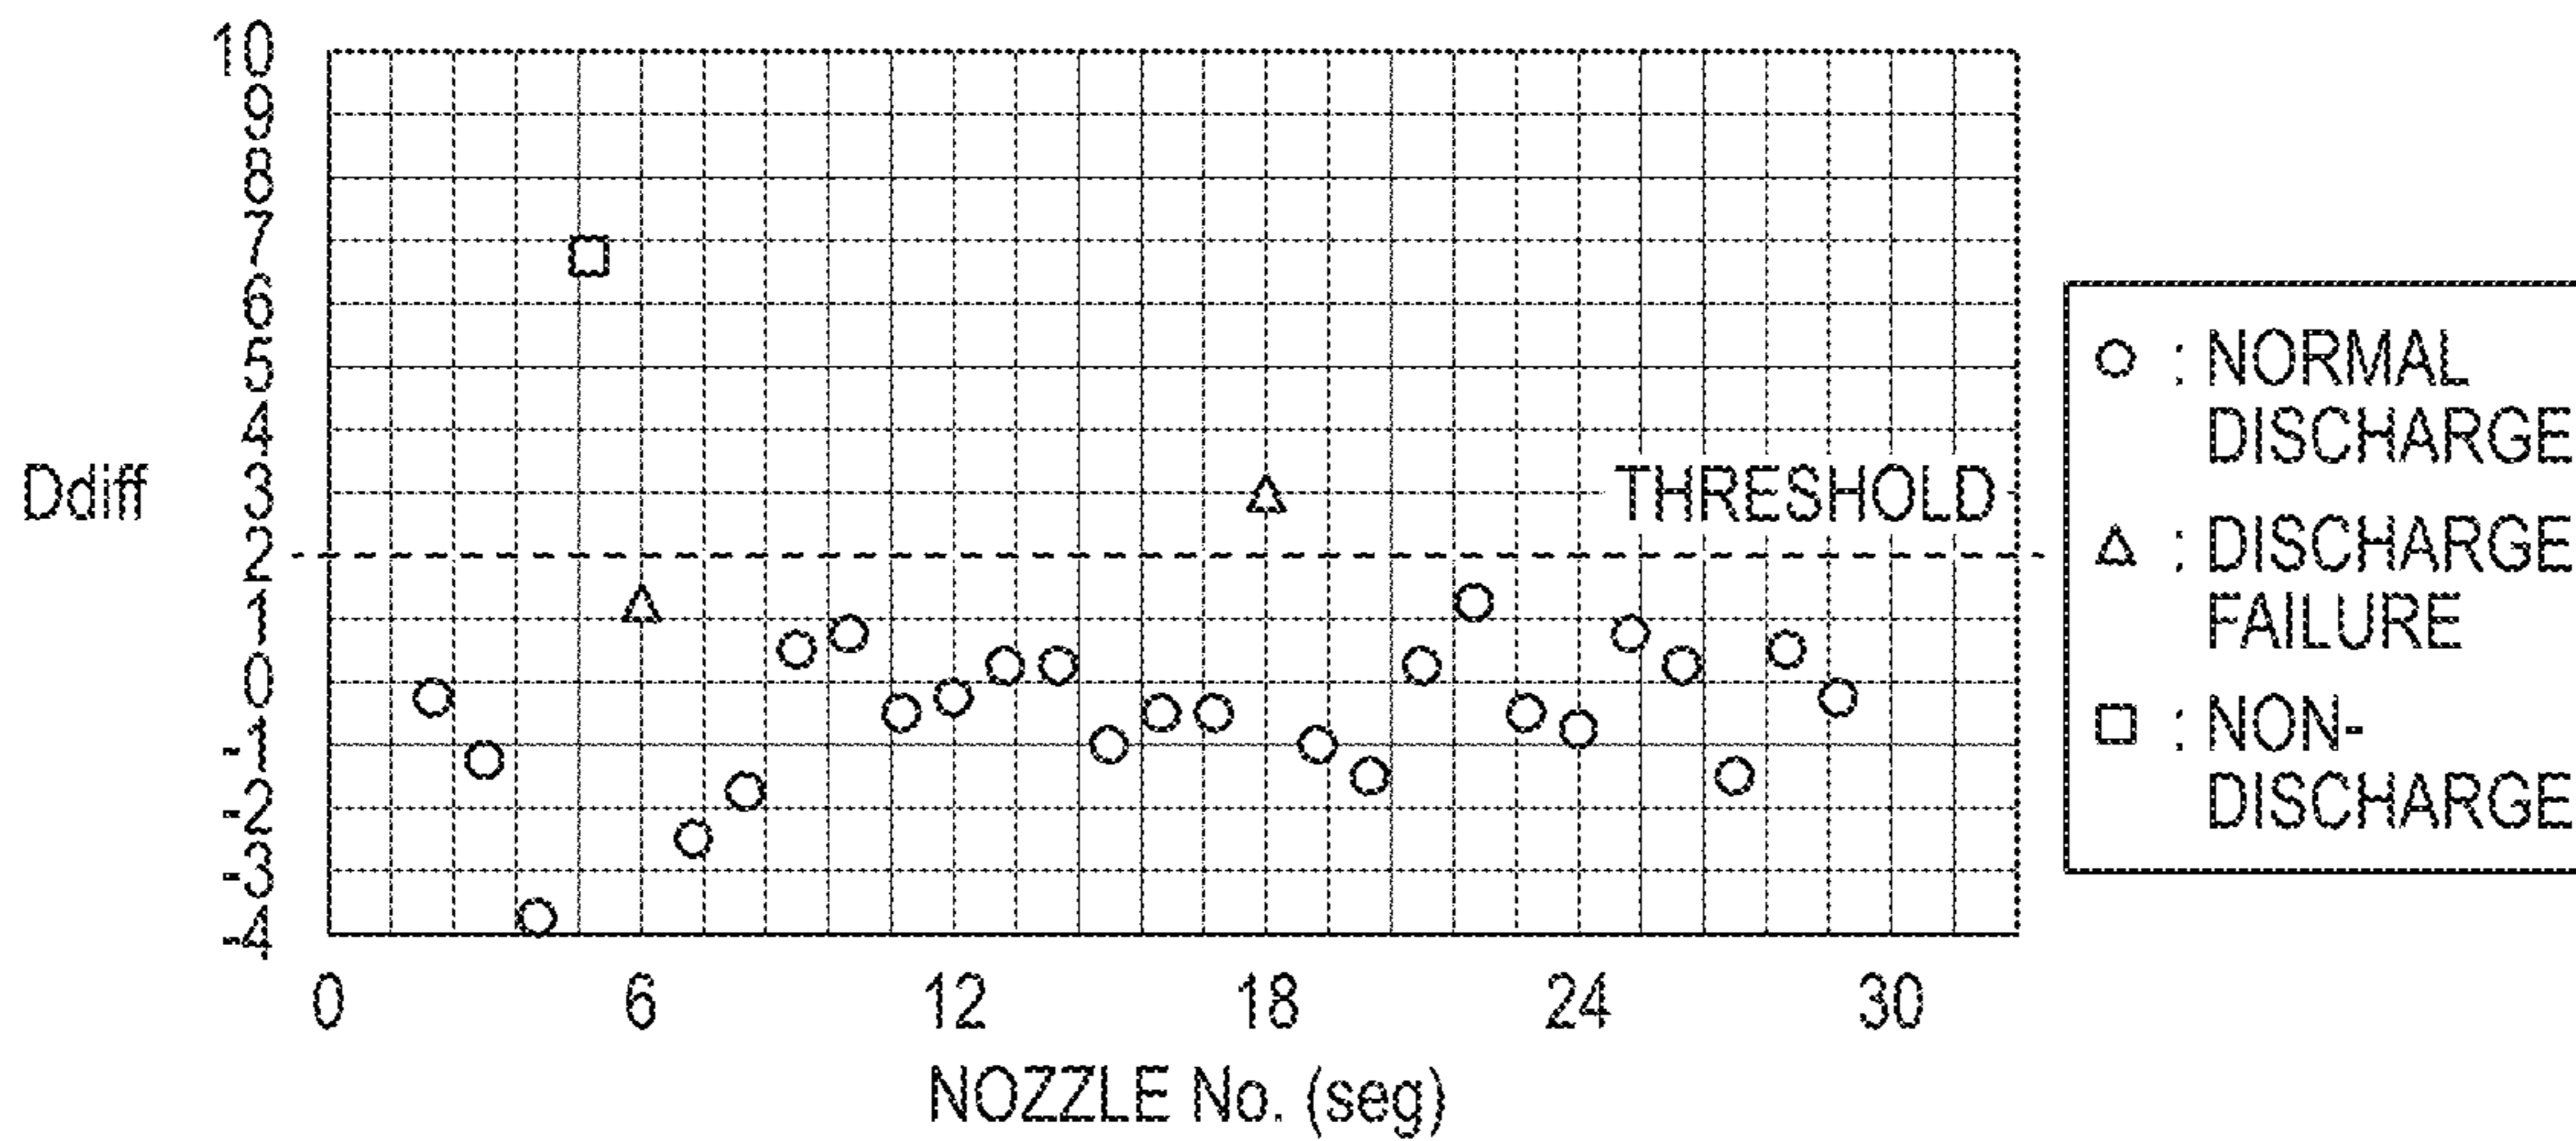 10
9
8
7
6
5
4
3
2
1
0
-1
-2
-3
-4
Ddiff
THRESHOLD
0 6 12 18 24 30
NOZZLE No. (seg)
○ : NORMAL
DISCHARGE
△ : DISCHARGE
FAILURE
□ : NON-
DISCHARGE